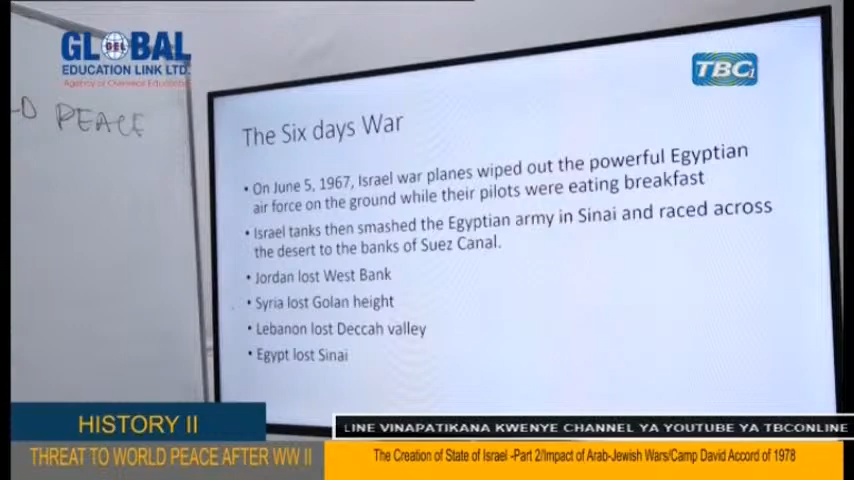 GLOBAL
GEL
EDUCATION LINK LTD.
Agency of Overseas Education
TBC1
PEACE
The Six days War
• On June 5, 1967, Israel war planes wiped out the powerful Egyptian
air force on the ground while their pilots were eating breakfast
• Israel tanks then smashed the Egyptian army in Sinai and raced across
the desert to the banks of Suez Canal.
• Jordan lost West Bank
• Syria lost Golan height
• Lebanon lost Deccah valley
• Egypt lost Sinai
HISTORY II
LINE VINAPATIKANA KWENYE CHANNEL YA YOUTUBE YA TBCONLINE
THREAT TO WORLD PEACE AFTER WW II
The Creation of State of Israel -Part 2/Impact of Arab-Jewish Wars/Camp David Accord of 1978